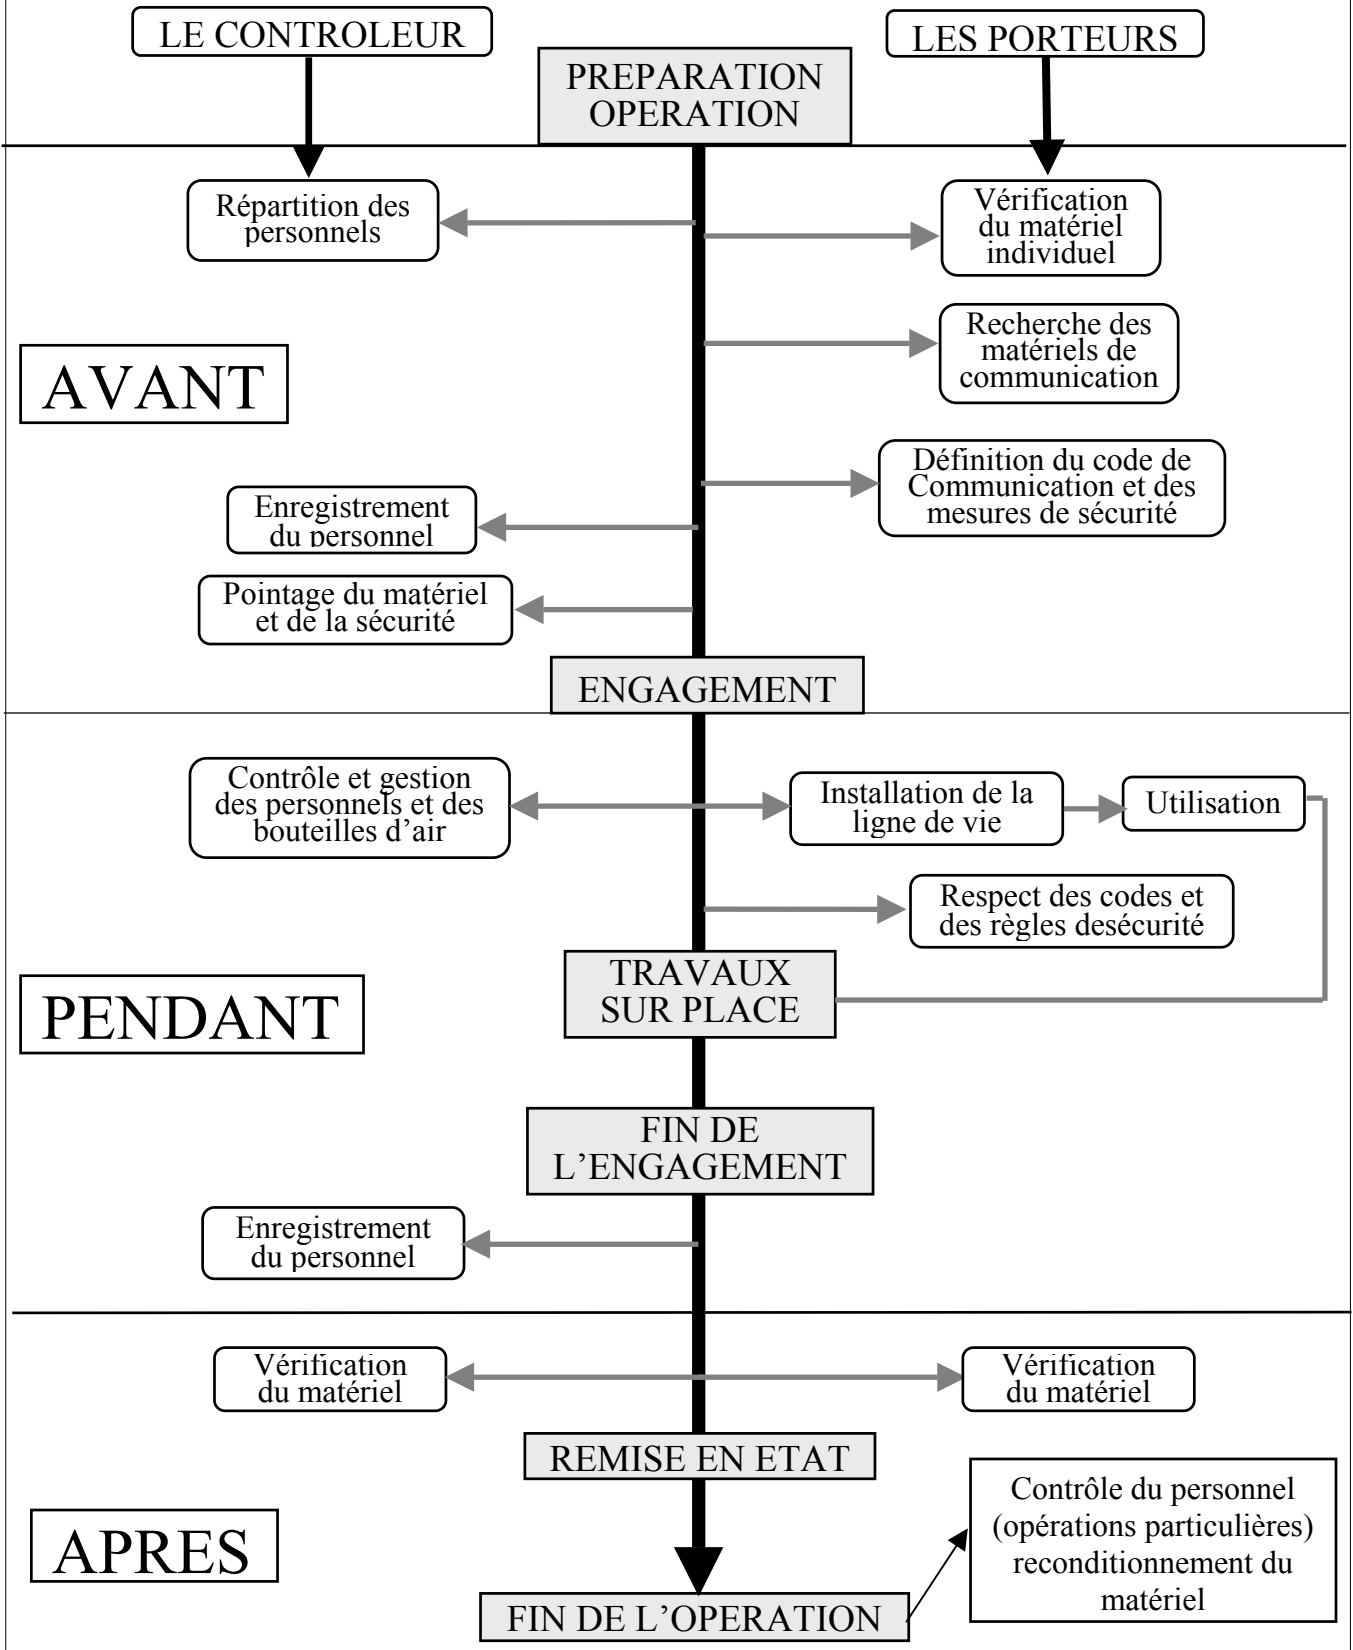 LE CONTROLEUR
LES PORTEURS
PREPARATION
OPERATION
Répartition des
personnels
Vérification
du matériel
individuel
Recherche des
matériels de
communication
AVANT
Définition du code de
Communication et des
mesures de sécurité
Enregistrement
du personnel
Pointage du matériel
et de la sécurité
ENGAGEMENT
Contrôle et gestion
des personnels et des
bouteilles d’air
Installation de la
ligne de vie
Utilisation
Respect des codes et
des règles desécurité
TRAVAUX
SUR PLACE
PENDANT
FIN DE
L’ENGAGEMENT
Enregistrement
du personnel
Vérification
du matériel
Vérification
du matériel
REMISE EN ETAT
Contrôle du personnel
(opérations particulières)
reconditionnement du
matériel
APRES
FIN DE L’OPERATION